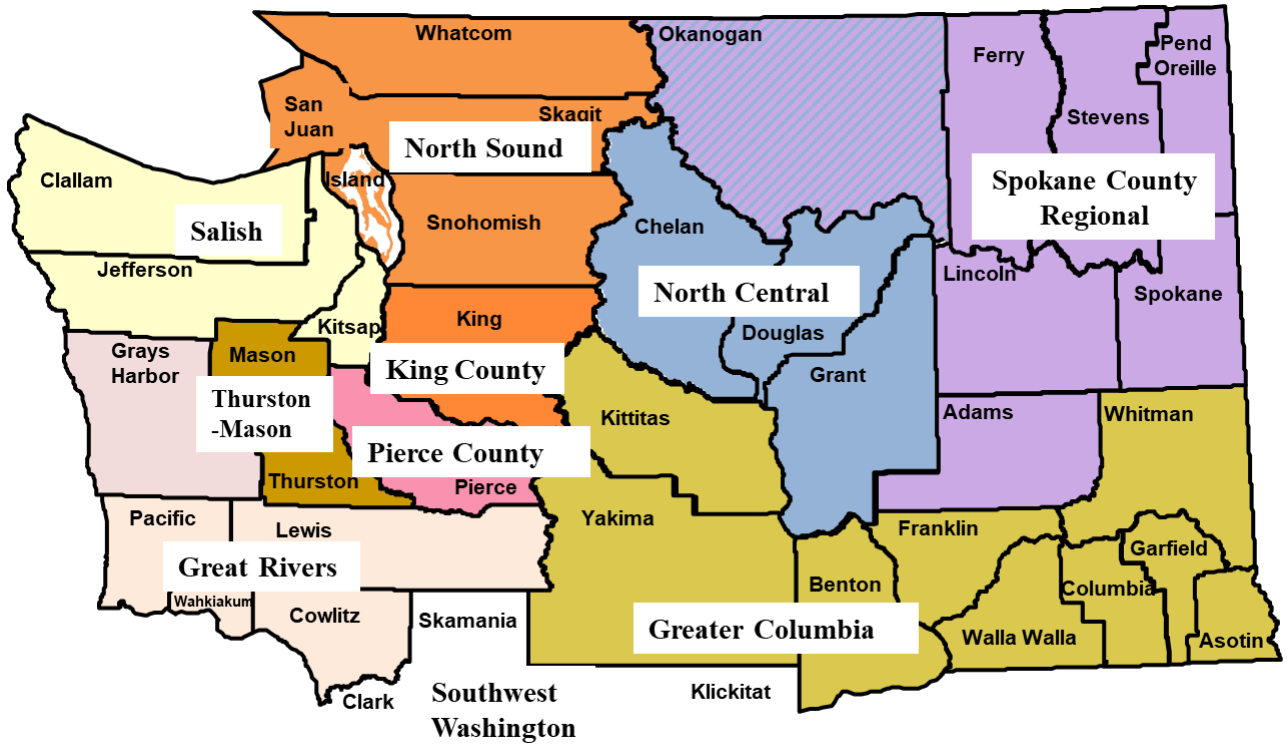 Whatcom
Okanogan
Ferry
Pend
Oreille
San
Juan
Skagit
Stevens
North Sound
Island
Clallam
Spokane County
Regional
Salish
Snohomish
Chelan
Jefferson
Lincoln
North Central
Spokane
Kitsap
King
Douglas
Grays
Harbor
Mason
King County
Grant
Thurston
-Mason
Kittitas
Adams
Whitman
Pierce County
Thurston
Pierce
Pacific
Lewis
Yakima
Franklin
Garfield
Great Rivers
Benton
Columbia
Wahkiakum
Cowlitz
Skamania
Greater Columbia
Walla Walla
Asotin
Clark
Southwest
Washington
Klickitat